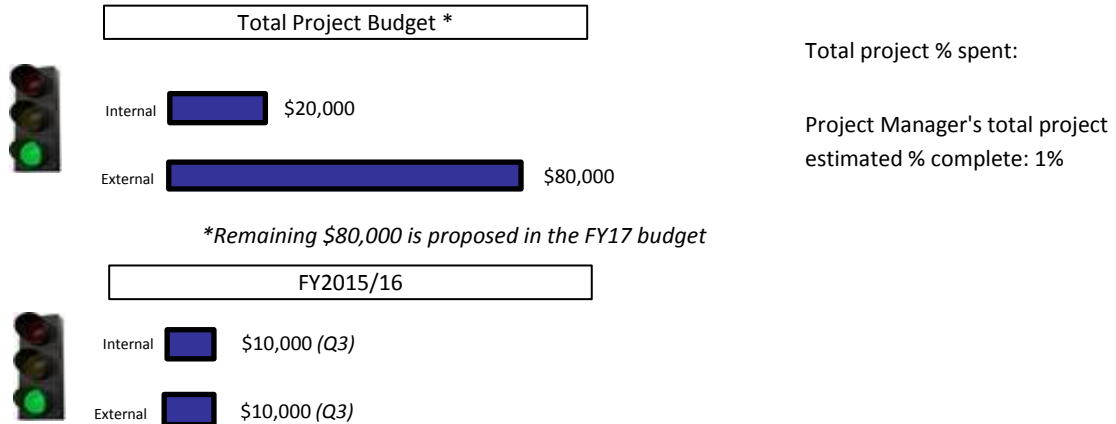 Total Project Budget *
Total project % spent:
Internal $20,000
Project Manager's total project
estimated % complete: 1%
External $80,000
*Remaining $80,000 is proposed in the FY17 budget
FY2015/16
Internal $10,000 (Q3)
External $10,000 (Q3)